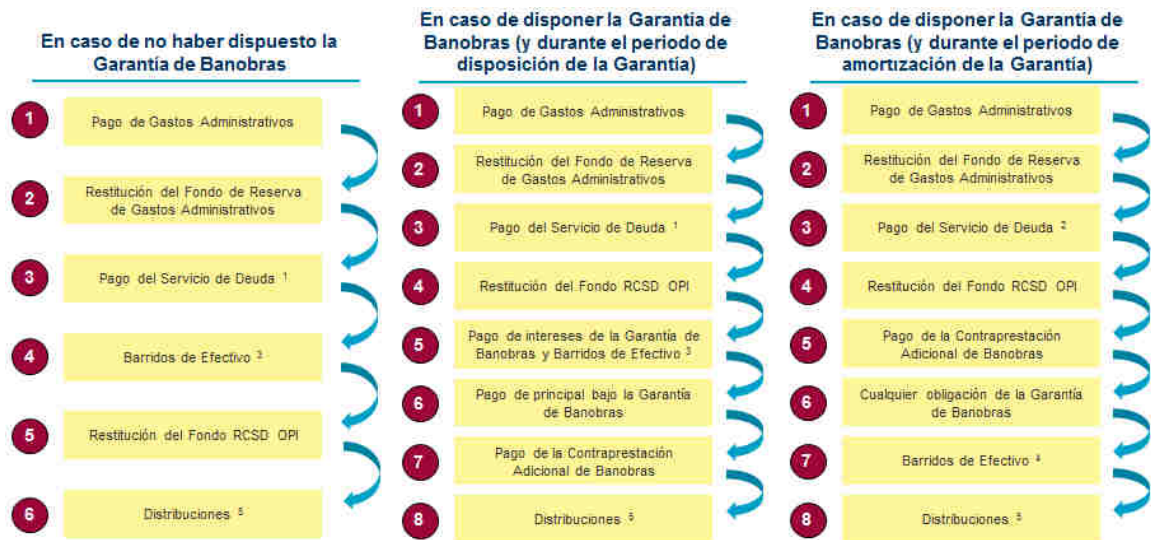 En caso de no haber dispuesto la
Garantía de Banobras
1
Pago de Gastos Administrativos
2
Restitución del Fondo de Reserva
de Gastos Administrativos
3
Pago del Servicio de Deuda 1
4
Barridos de Efectivo 3
5
Restitución del Fondo RCSD OPI
6
Distribuciones 5
En caso de disponer la Garantía de
Banobras (y durante el periodo de
disposición de la Garantía)
1
Pago de Gastos Administrativos
2
Restitución del Fondo de Reserva
de Gastos Administrativos
3
Pago del Servicio de Deuda 1
4
Restitución del Fondo RCSD OPI
5
Pago de intereses de la Garantía de
Banobras y Barridos de Efectivo 3
6
Pago de principal bajo la Garantía
de Banobras
7
Pago de la Contraprestación
Adicional de Banobras
8
Distribuciones 5
En caso de disponer la Garantía de
Banobras (y durante el periodo de
amortización de la Garantía)
1
Pago de Gastos Administrativos
2
Restitución del Fondo de Reserva
de Gastos Administrativos
3
Pago del Servicio de Deuda 2
4
Restitución del Fondo RCSD OPI
5
Pago de la Contraprestación
Adicional de Banobras
6
Cualquier obligación de la Garantía
de Banobras
7
Barridos de Efectivo
8
Distribuciones 5